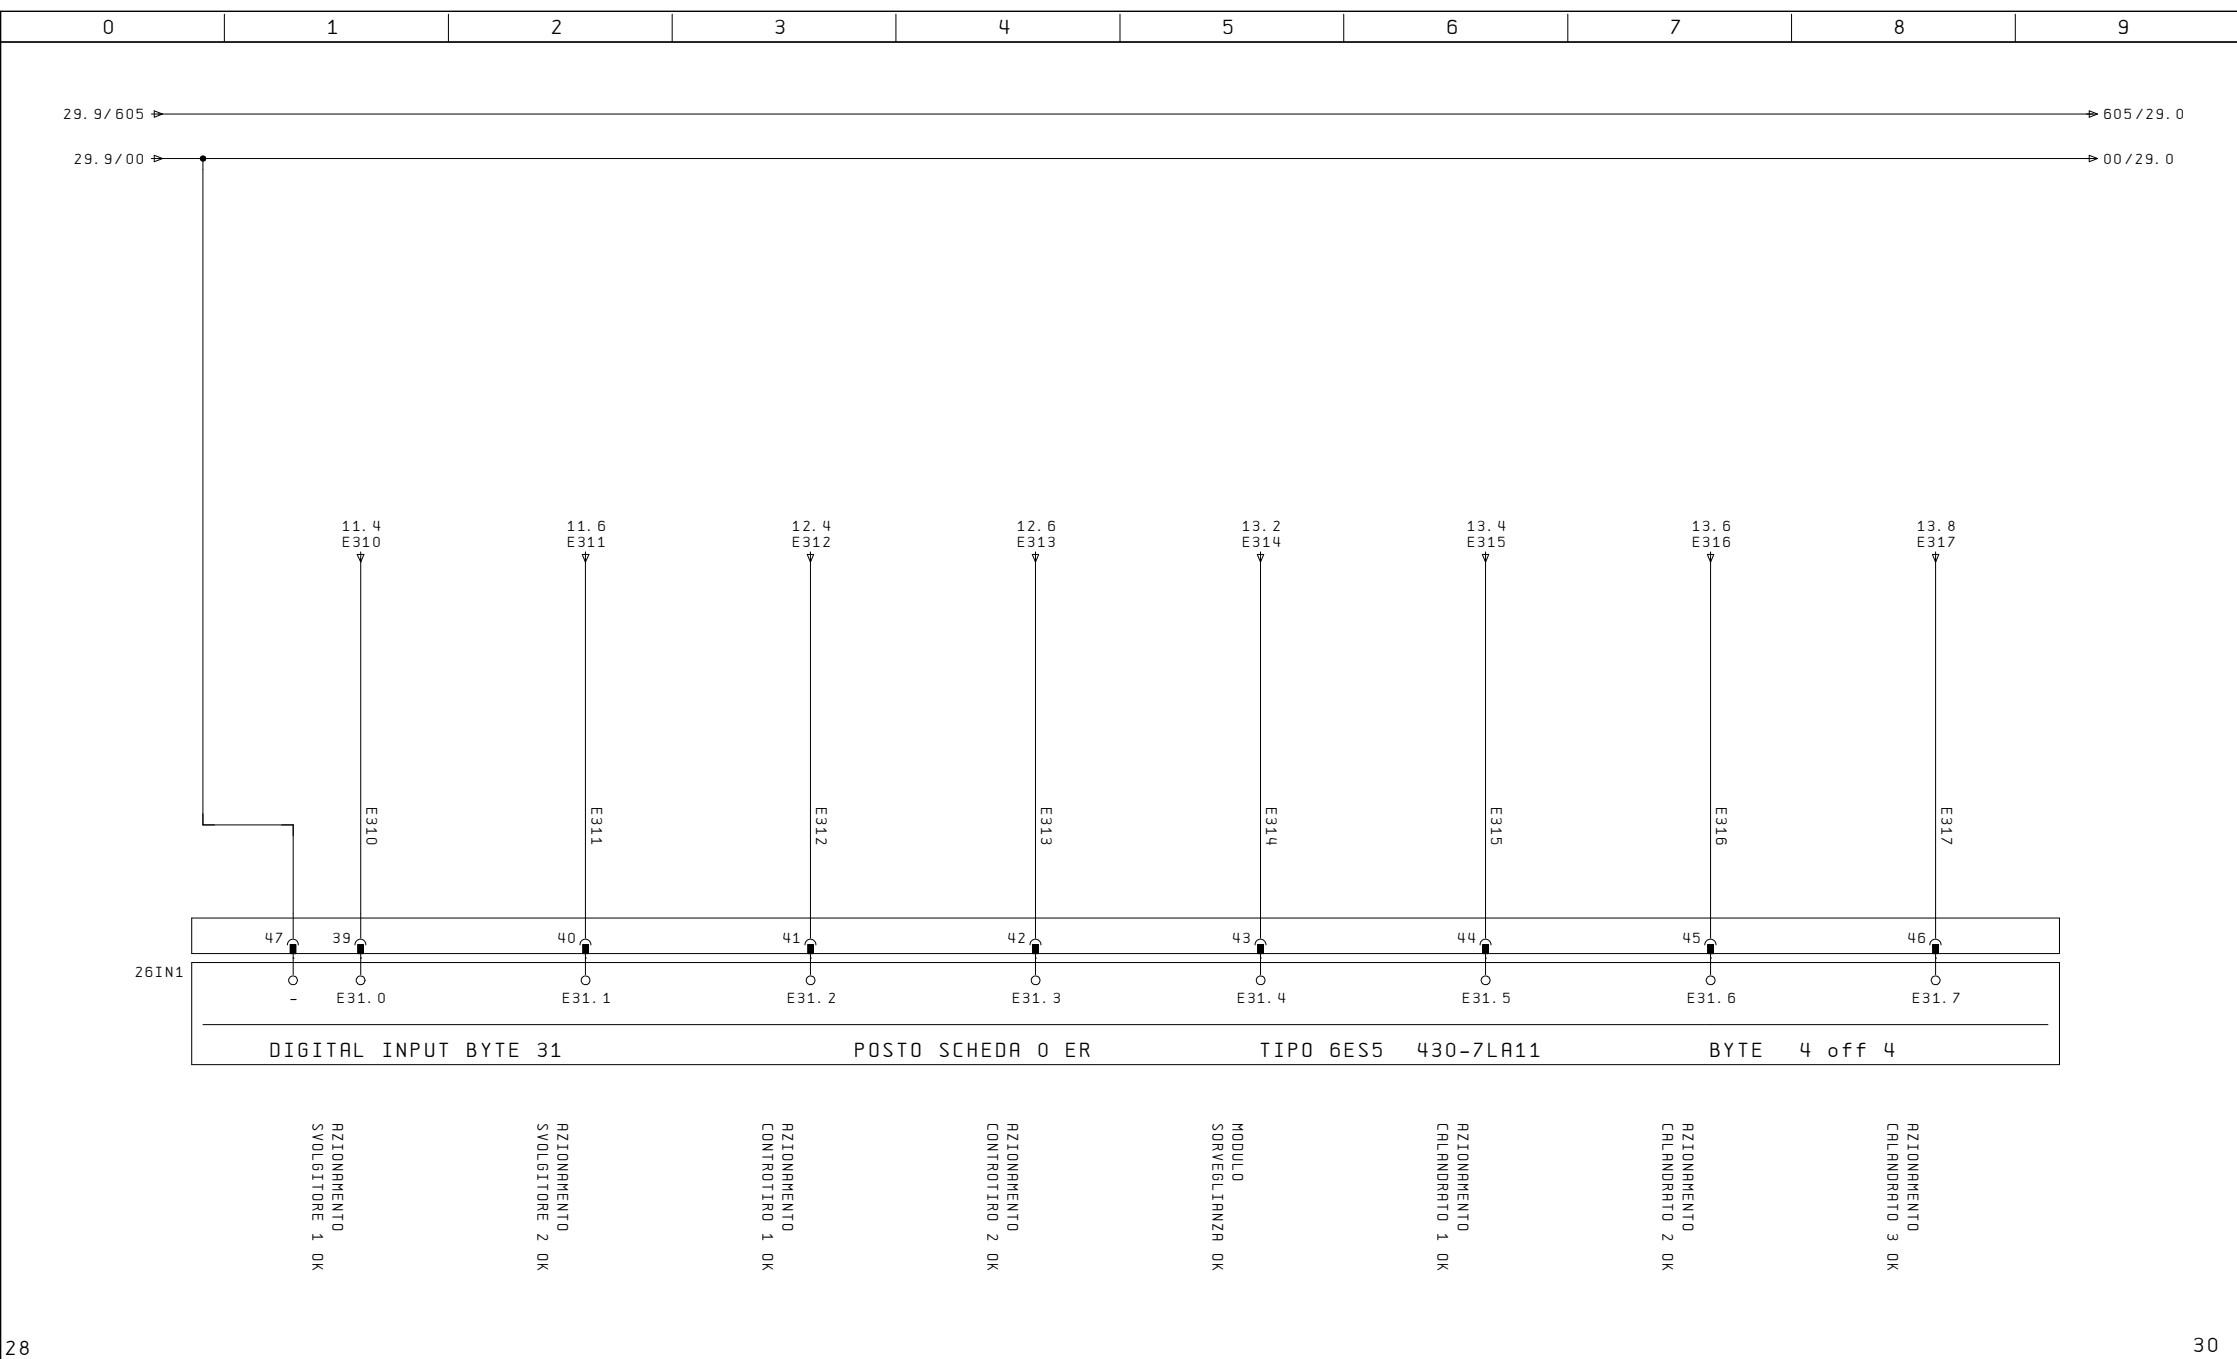 0 1 2 3 4 5 6 7 8 9
29.9/605 605/29.0
29.9/00 00/29.0
11.4 11.6 12.4 12.6 13.2 13.4 13.6 13.8
E310 E311 E312 E313 E314 E315 E316 E317
E310 E311 E312 E313 E314 E315 E316 E317
47 39 40 41 42 43 44 45 46
26IN1
- E31.0 E31.1 E31.2 E31.3 E31.4 E31.5 E31.6 E31.7
DIGITAL INPUT BYTE 31 POSTO SCHEDA 0 ER TIPO 6ES5 430-7LA11 BYTE 4 off 4
AZIONAMENTO
SVOLGITORE 1 OK
AZIONAMENTO
SVOLGITORE 2 OK
AZIONAMENTO
CONTROTIRO 1 OK
AZIONAMENTO
CONTROTIRO 2 OK
MODULO
SORVEGLIANZA OK
AZIONAMENTO
CALANDRATO 1 OK
AZIONAMENTO
CALANDRATO 2 OK
AZIONAMENTO
CALANDRATO 3 OK
28 30